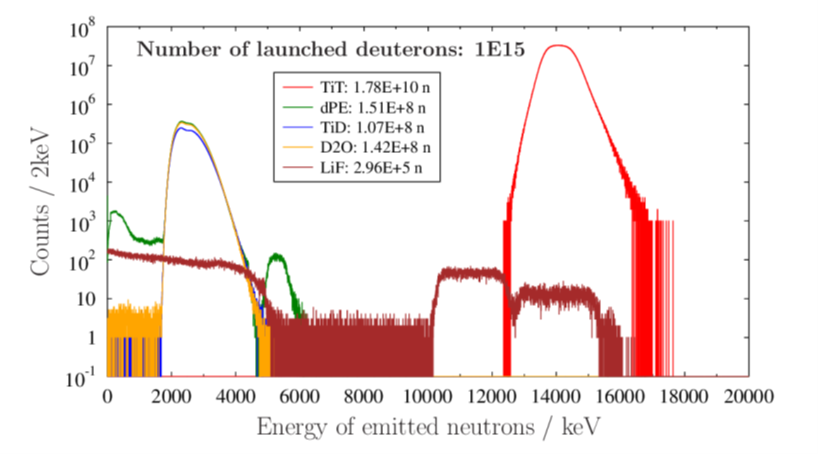 Number of launched deuterons: 1E15
TiT: 1.78E+10 n
dPE: 1.51E+8 n
TiD: 1.07E+8 n
D2O: 1.42E+8 n
LiF: 2.96E+5 n
Counts / 2keV
10^8
10^7
10^6
10^5
10^4
10^3
10^2
10
1
10^-1
0 2000 4000 6000 8000 10000 12000 14000 16000 18000 20000
Energy of emitted neutrons / keV